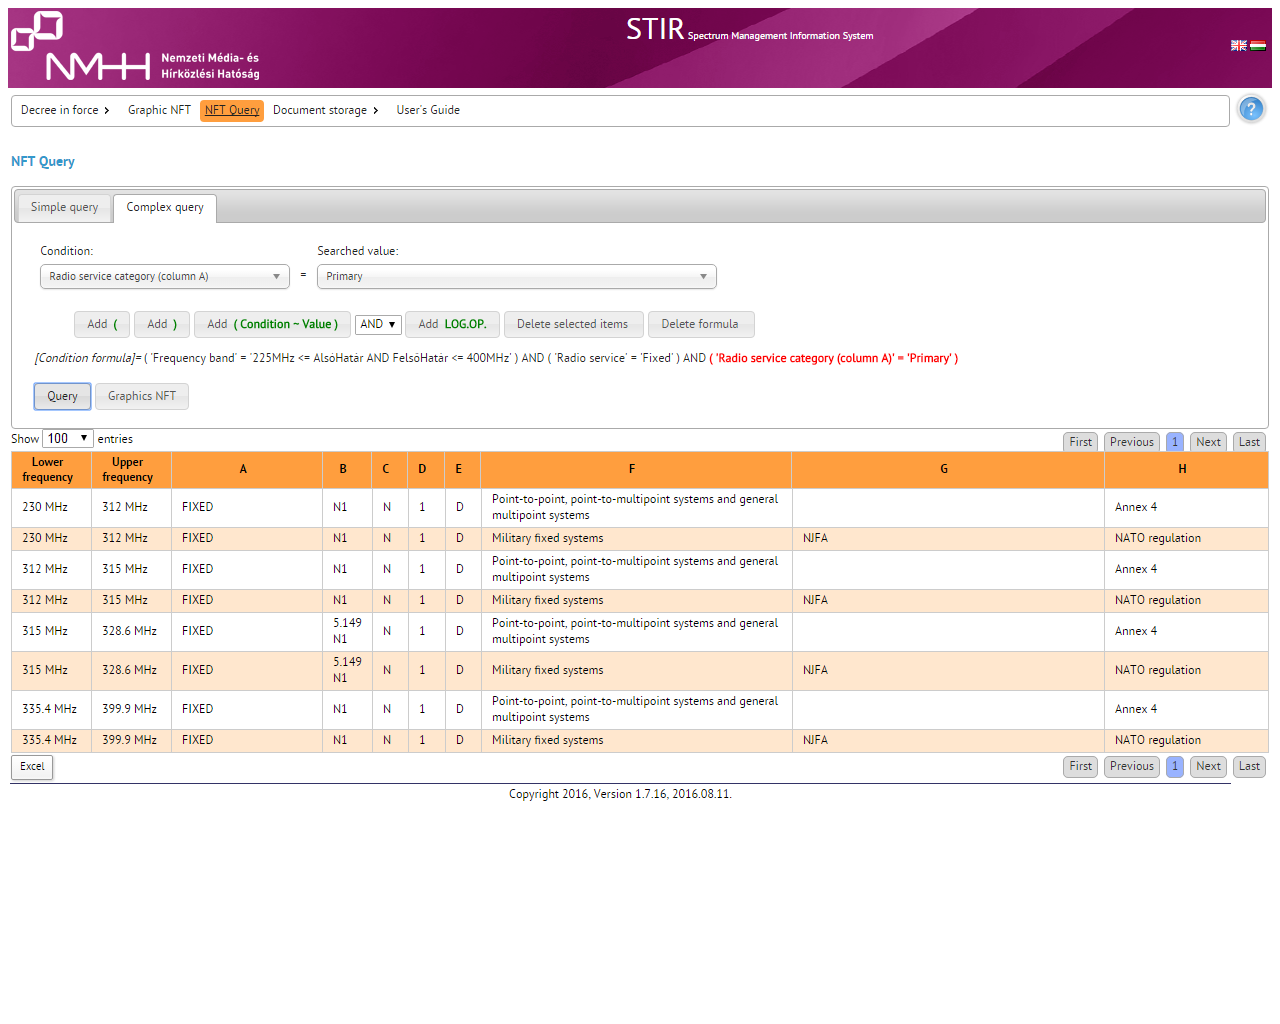 NMHH Nemzeti Média- és
Hírközlési Hatóság
STIR Spectrum Management Information System
Decree in force Graphic NFT NFT Query Document storage User's Guide ?
NFT Query
Simple query Complex query
Condition: Searched value:
Radio service category (column A) = Primary
Add ( Add ) Add ( Condition ~ Value ) AND Add LOG.OP. Delete selected items Delete formula
[Condition formula]= ( 'Frequency band' = '225MHz <= AlsóHatár AND FelsőHatár <= 400MHz' ) AND ( 'Radio service' = 'Fixed' ) AND ( 'Radio service category (column A)' = 'Primary' )
Query Graphics NFT
Show 100 entries First Previous 1 Next Last
Lower frequency Upper frequency A B C D E F G H
230 MHz 312 MHz FIXED N1 N 1 D Point-to-point, point-to-multipoint systems and general multipoint systems Annex 4
230 MHz 312 MHz FIXED N1 N 1 D Military fixed systems NJFA NATO regulation
312 MHz 315 MHz FIXED N1 N 1 D Point-to-point, point-to-multipoint systems and general multipoint systems Annex 4
312 MHz 315 MHz FIXED N1 N 1 D Military fixed systems NJFA NATO regulation
315 MHz 328.6 MHz FIXED 5.149 N1 N 1 D Point-to-point, point-to-multipoint systems and general multipoint systems Annex 4
315 MHz 328.6 MHz FIXED 5.149 N1 N 1 D Military fixed systems NJFA NATO regulation
335.4 MHz 399.9 MHz FIXED N1 N 1 D Point-to-point, point-to-multipoint systems and general multipoint systems Annex 4
335.4 MHz 399.9 MHz FIXED N1 N 1 D Military fixed systems NJFA NATO regulation
Excel First Previous 1 Next Last
Copyright 2016, Version 1.7.16, 2016.08.11.